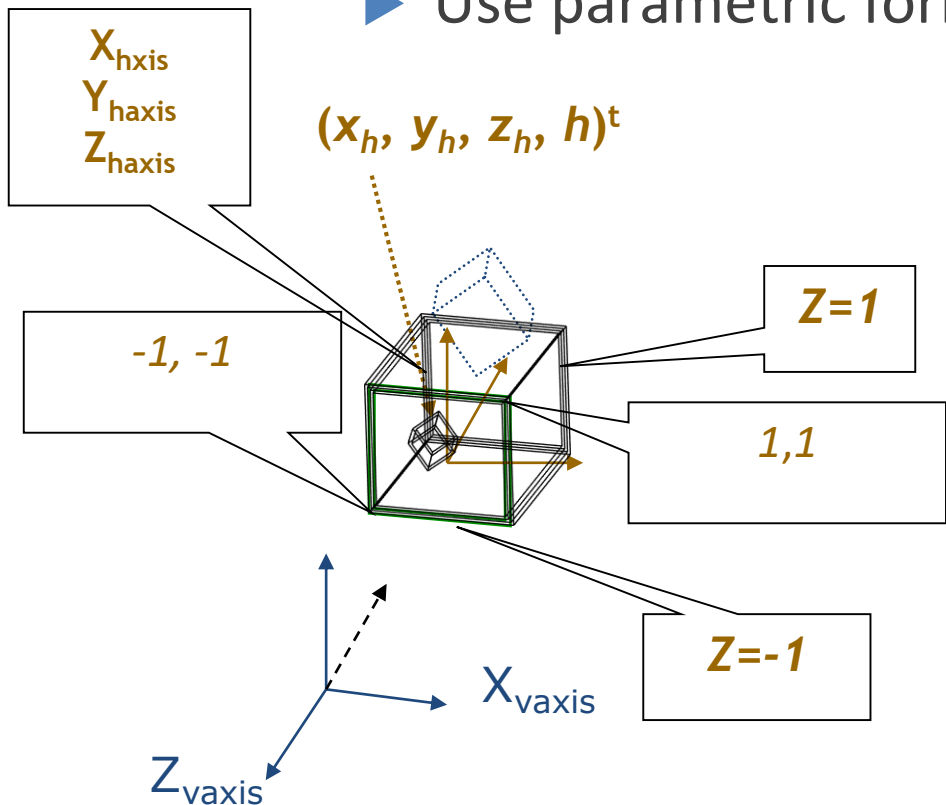 Use parametric for
X_hxis
Y_haxis
Z_haxis
(x_h, y_h, z_h, h)^t
Z=1
-1, -1
1,1
Z=-1
X_vaxis
Z_vaxis